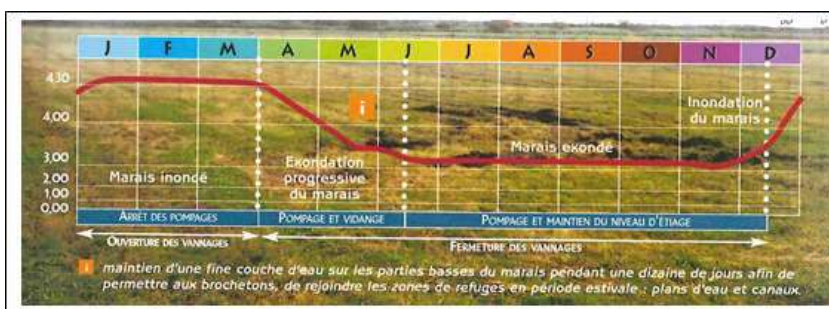 J F M A M J J A S O N D
4.30
4,00
3,00
2,00
1,00
0,00
Inondation
du marais
i
Marais exondé
Exondation
progressive
du marais
Marais inondé
ARRÊT DES POMPAGES
POMPAGE ET VIDANGE
POMPAGE ET MAINTIEN DU NIVEAU D'ÉTIAGE
OUVERTURE DES VANNAGES
FERMETURE DES VANNAGES
i maintien d'une fine couche d'eau sur les parties basses du marais pendant une dizaine de jours afin de
permettre aux brochetons, de rejoindre les zones de refuges en période estivale : plans d'eau et canaux.